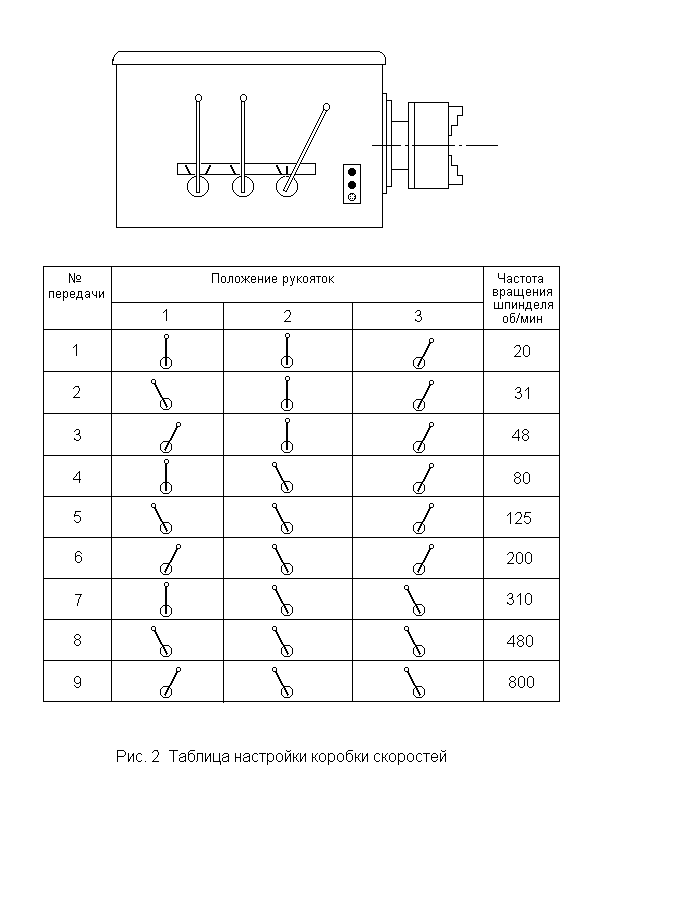 № передачи
Положение рукояток
Частота вращения шпинделя об/мин
1 2 3
1 20
2 31
3 48
4 80
5 125
6 200
7 310
8 480
9 800
Рис. 2 Таблица настройки коробки скоростей